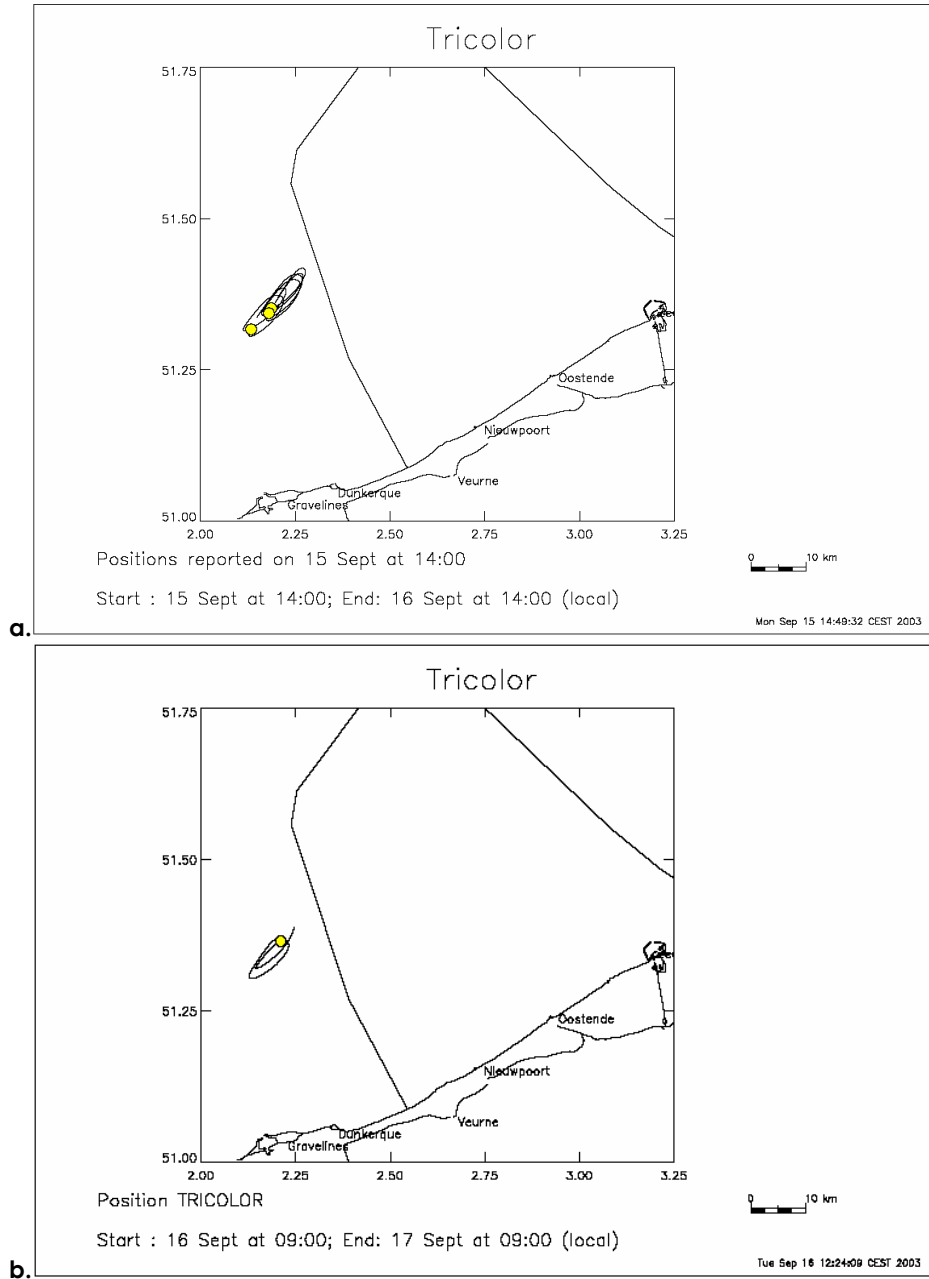 Tricolor
51.75
51.50
51.25
51.00
2.00 2.25 2.50 2.75 3.00 3.25
Oostende
Nieuwpoort
Veurne
Dunkerque
Gravelines
Positions reported on 15 Sept at 14:00
0 10 km
Start : 15 Sept at 14:00; End: 16 Sept at 14:00 (local)
Mon Sep 15 14:49:32 CEST 2003
a.
Tricolor
51.75
51.50
51.25
51.00
2.00 2.25 2.50 2.75 3.00 3.25
Oostende
Nieuwpoort
Veurne
Dunkerque
Gravelines
Position TRICOLOR
0 10 km
Start : 16 Sept at 09:00; End: 17 Sept at 09:00 (local)
Tue Sep 16 12:24:09 CEST 2003
b.